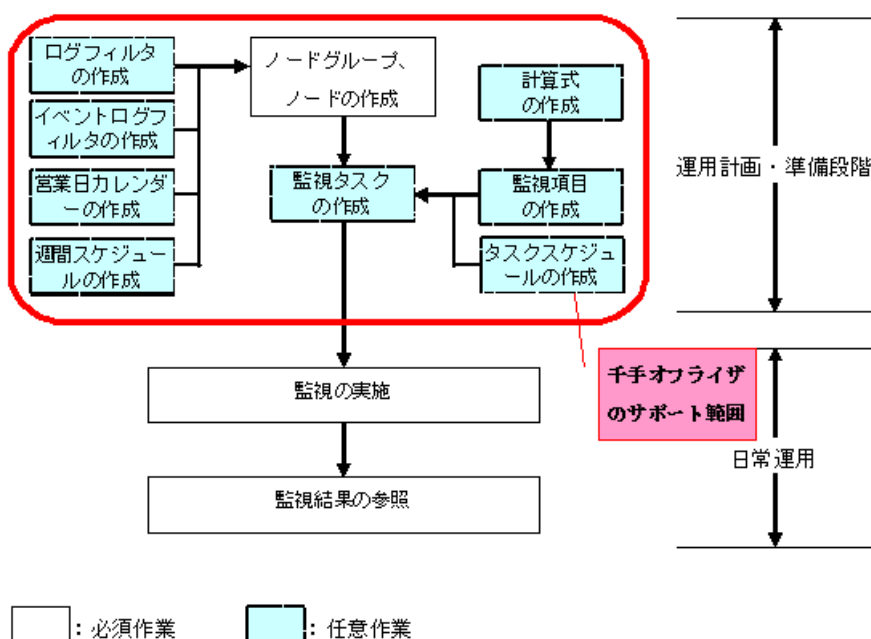 ログフィルタ
の作成
イベントログフ
ィルタの作成
営業日カレンダ
ーの作成
週間スケジュー
ルの作成
ノードグループ、
ノードの作成
監視タスク
の作成
計算式
の作成
監視項目
の作成
タスクスケジュ
ールの作成
運用計画・準備段階
千手オフライザ
のサポート範囲
監視の実施
監視結果の参照
日常運用
：必須作業
：任意作業